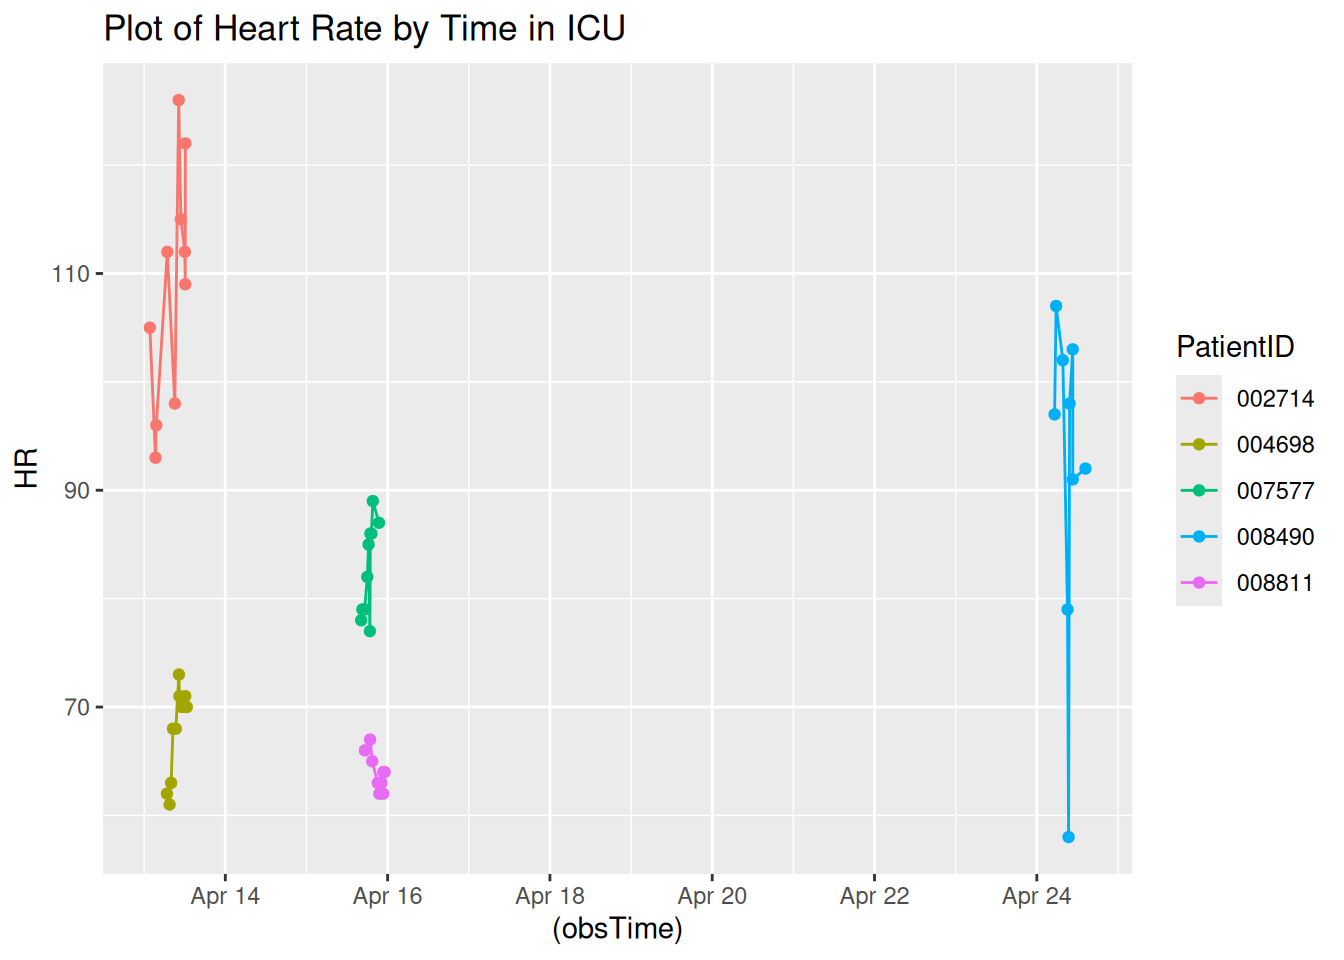 Plot of Heart Rate by Time in ICU
110
90
70
HR
Apr 14 Apr 16 Apr 18 Apr 20 Apr 22 Apr 24
(obsTime)
PatientID
002714
004698
007577
008490
008811